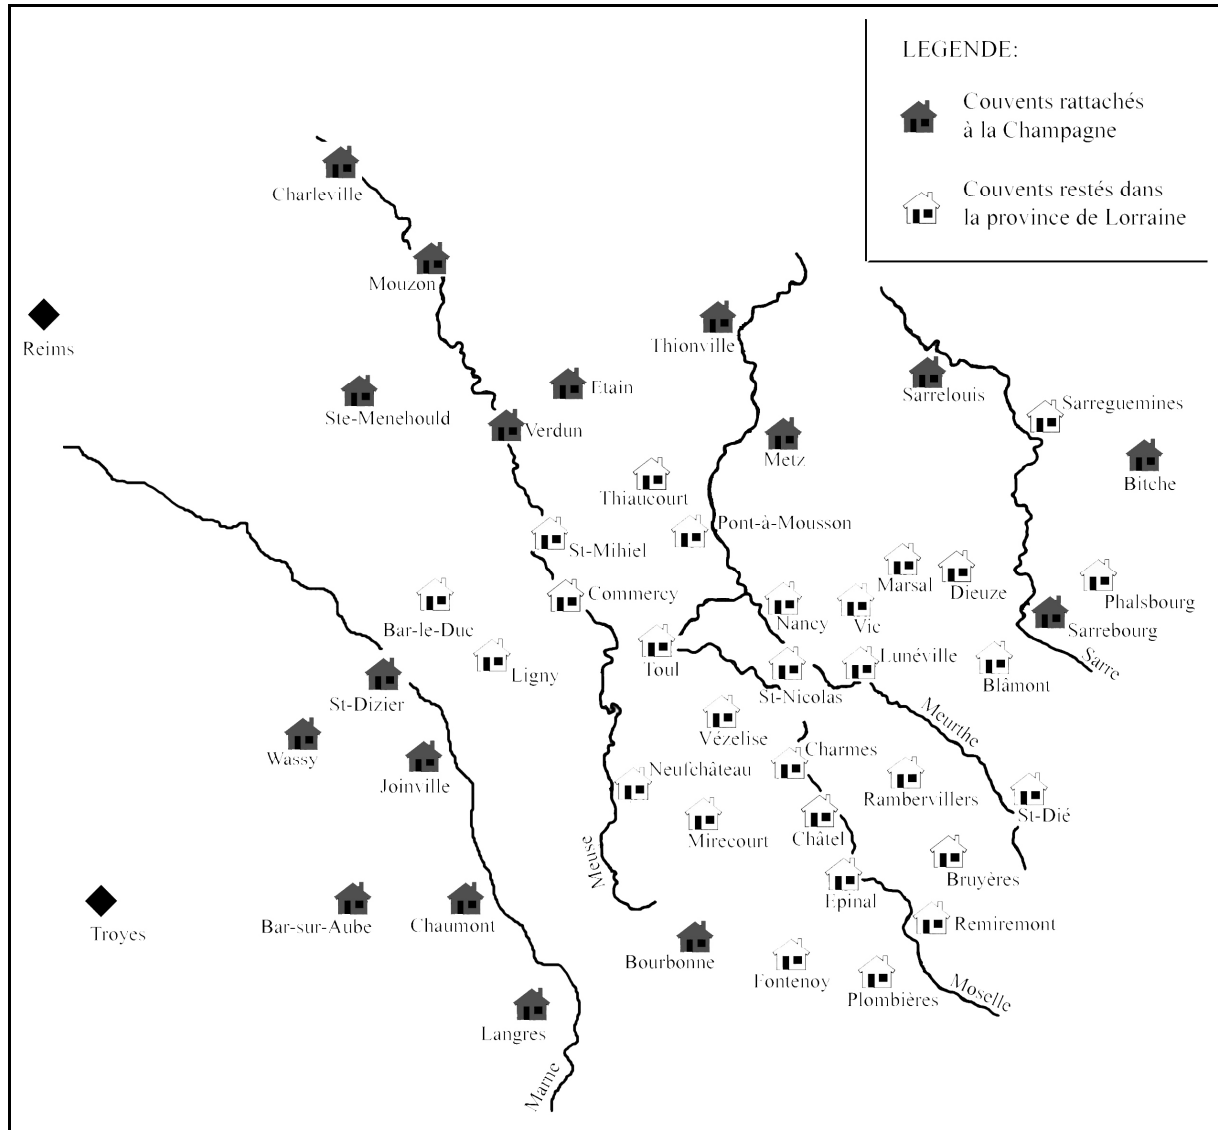 LEGENDE:
Couvents rattachés
à la Champagne
Couvents restés dans
la province de Lorraine
Charleville
Mouzon
Reims
Thionville
Etain
Sarrelouis
Sarreguemines
Ste-Menehould
Verdun
Metz
Bitche
Thiaucourt
Pont-à-Mousson
St-Mihiel
Marsal
Dieuze
Phalsbourg
Commercy
Nancy
Vic
Sarrebourg
Bar-le-Duc
Toul
Lunéville
Sarre
Ligny
Blâmont
St-Dizier
St-Nicolas
Meurthe
Vézelise
Wassy
Joinville
Neufchâteau
Charmes
Rambervillers
St-Dié
Mirecourt
Châtel
Meuse
Bruyères
Epinal
Troyes
Bar-sur-Aube
Chaumont
Remiremont
Bourbonne
Fontenoy
Plombières
Moselle
Langres
Marne